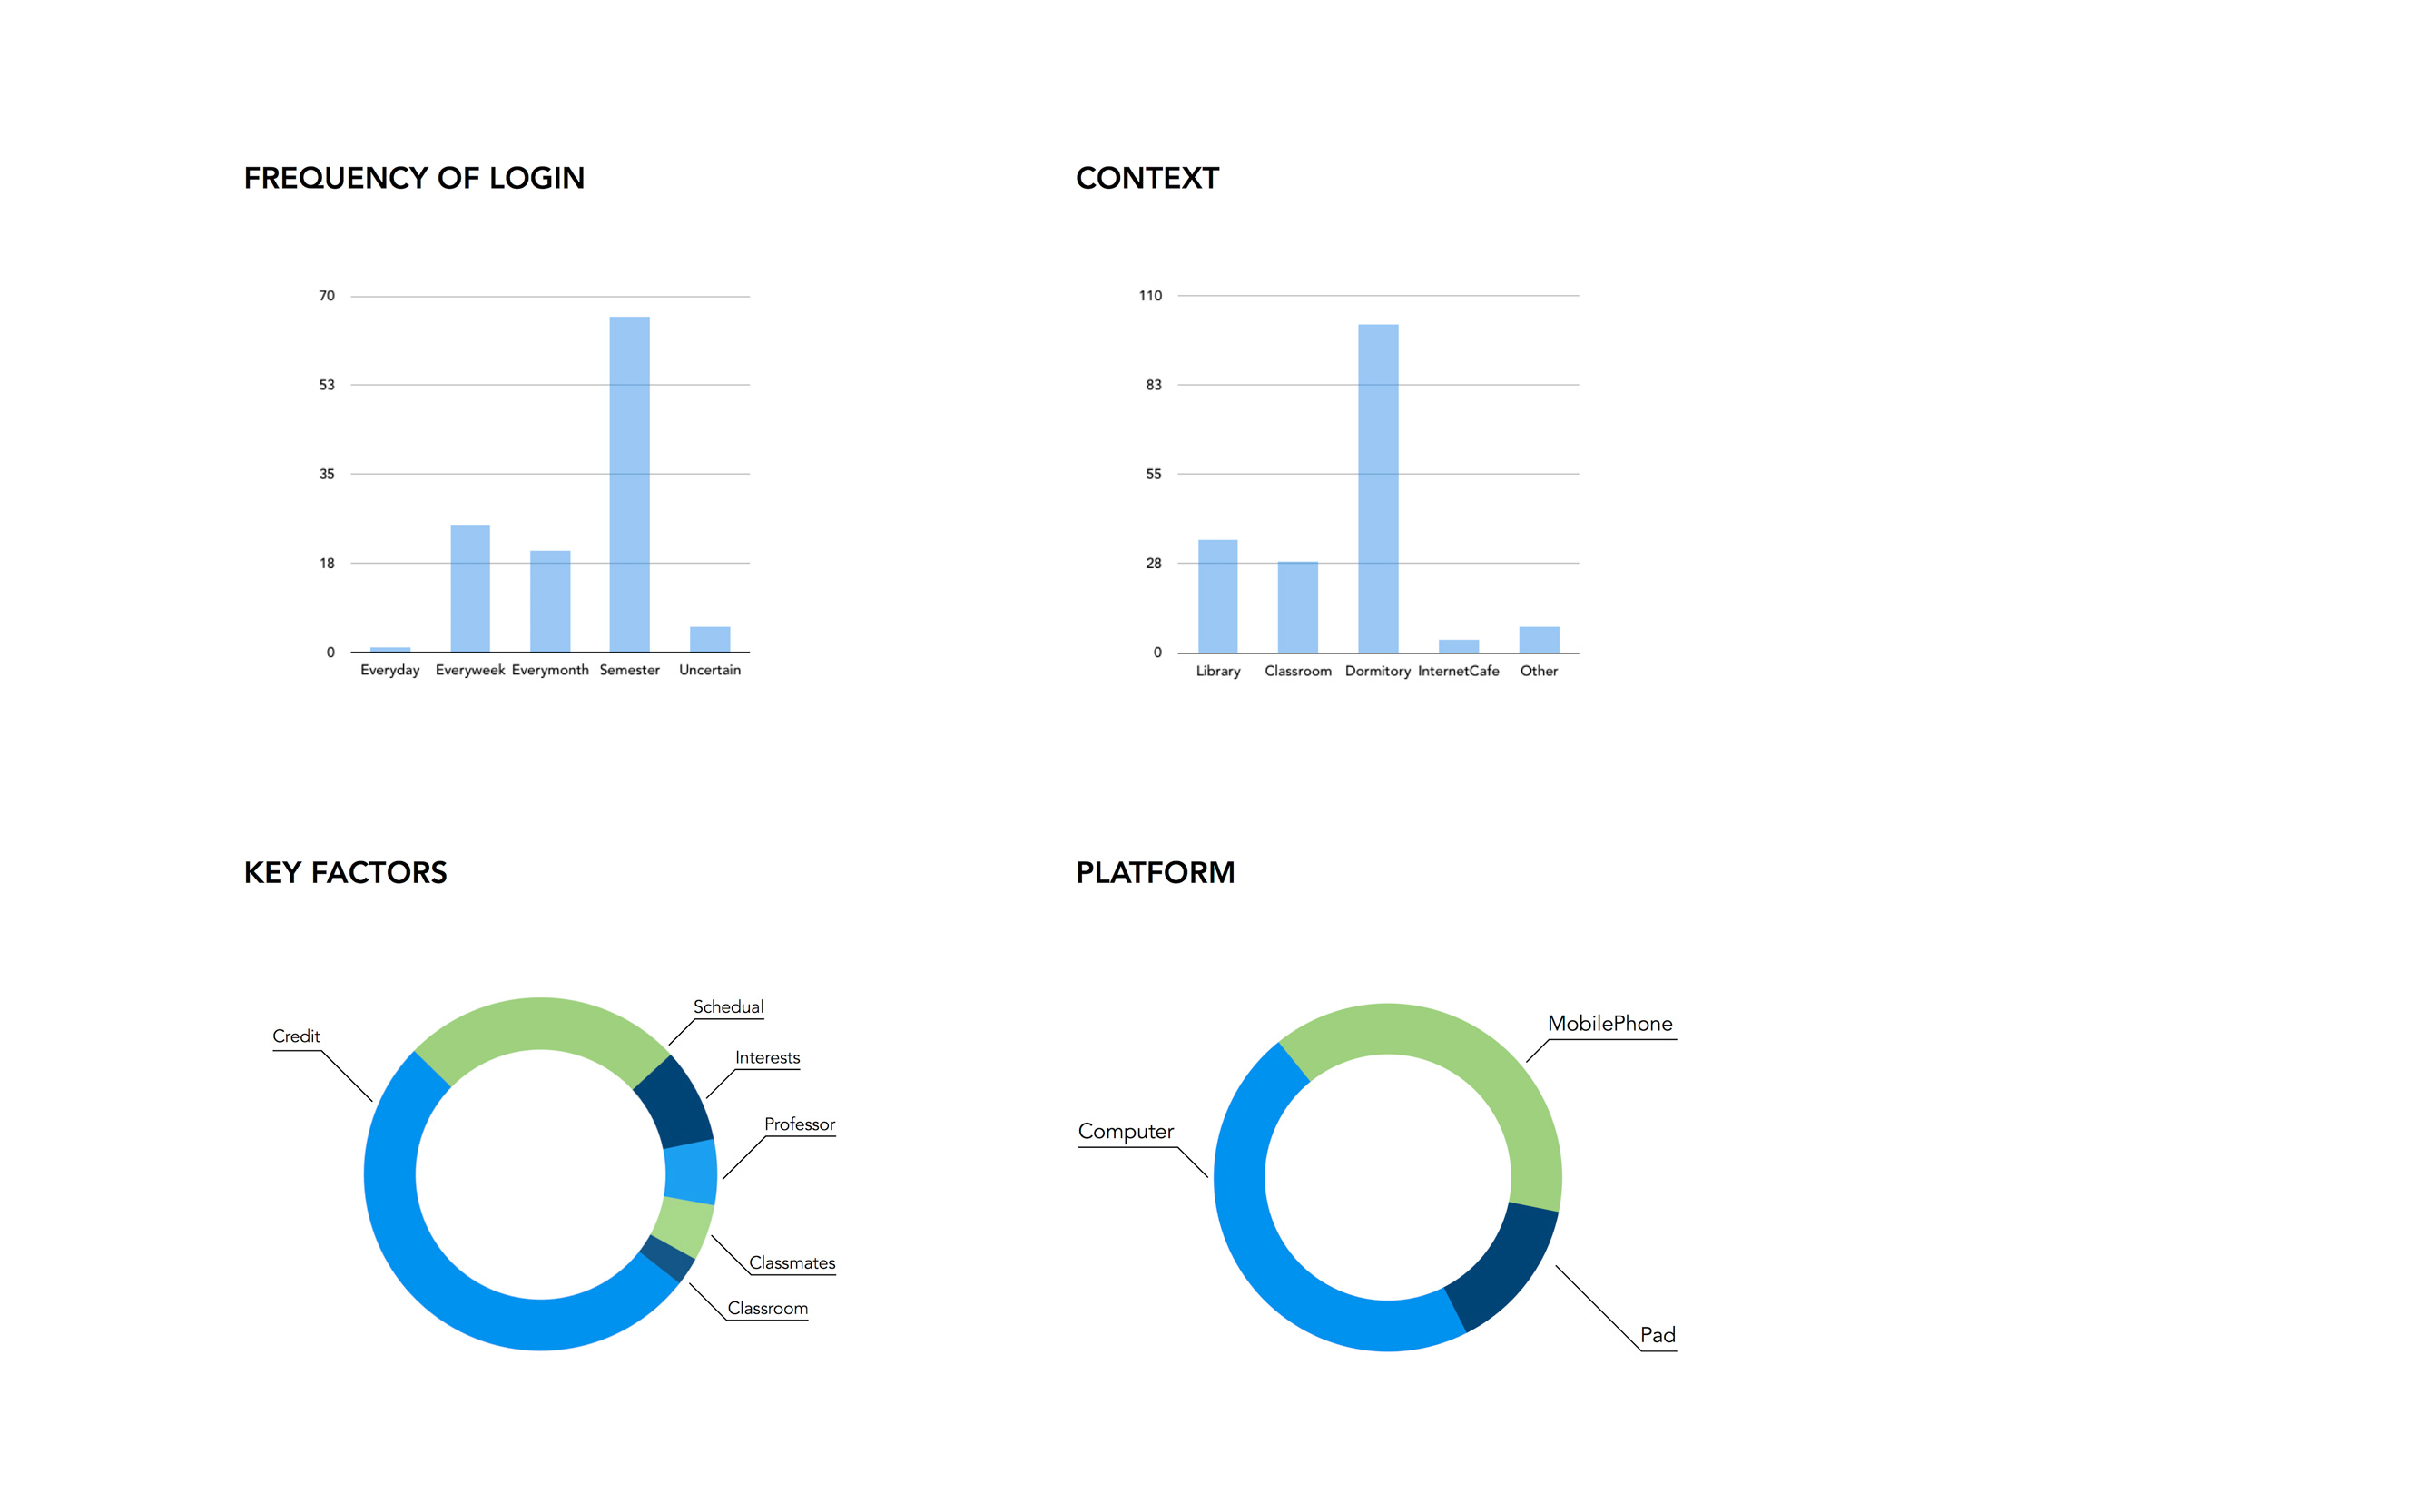 FREQUENCY OF LOGIN
70
53
35
18
0
Everyday Everyweek Everymonth Semester Uncertain
CONTEXT
110
83
55
28
0
Library Classroom Dormitory InternetCafe Other
KEY FACTORS
Schedual
Credit
Interests
Professor
Classmates
Classroom
PLATFORM
MobilePhone
Computer
Pad